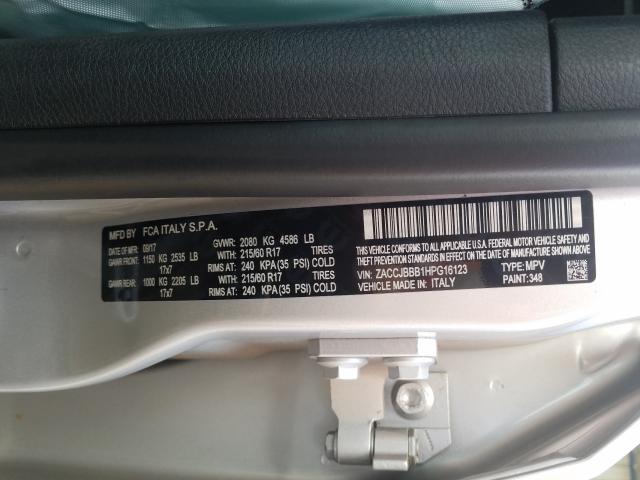 MFD BY FCA ITALY S.P.A.
DATE OF MFR: 09/17 GVWR: 2080 KG 4586 LB
GAWR FRONT: 1150 KG 2535 LB WITH: 215/60 R17 TIRES
17x7 RIMS AT: 240 KPA(35 PSI) COLD
GAWR REAR: 1000 KG 2205 LB WITH: 215/60 R17 TIRES
17x7 RIMS AT: 240 KPA(35 PSI) COLD
THIS VEHICLE CONFORMS TO ALL APPLICABLE
U.S.A. FEDERAL MOTOR VEHICLE SAFETY, BUMPER AND
THEFT PREVENTION STANDARDS IN EFFECT ON THE
DATE OF MANUFACTURE SHOWN ABOVE.
VIN: ZACCJBBB1HPG16123 TYPE: MPV
VEHICLE MADE IN: ITALY PAINT: 348